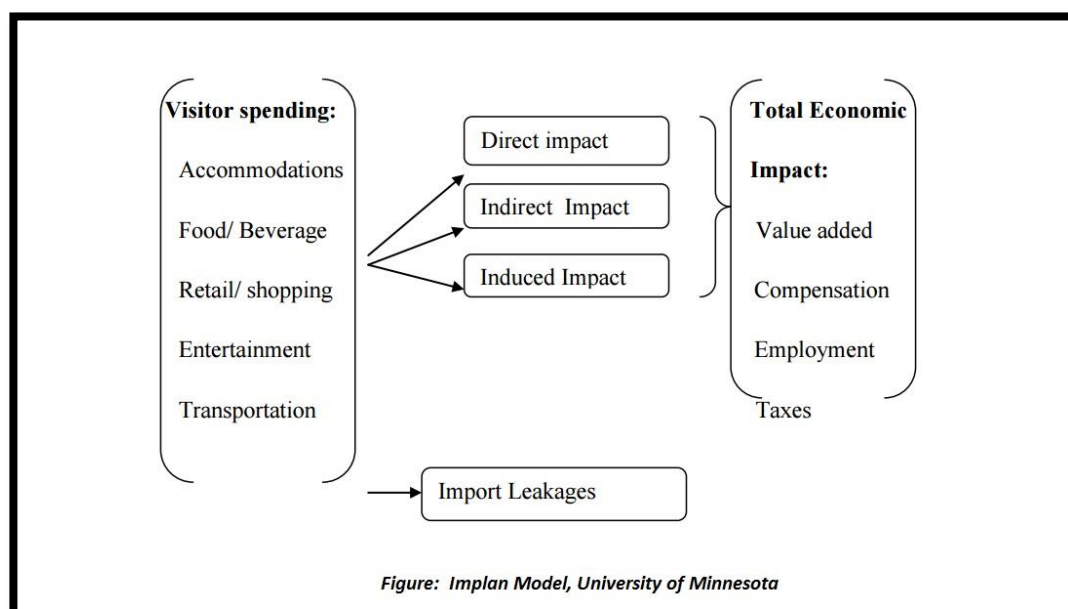 Visitor spending:
Accommodations
Food/ Beverage
Retail/ shopping
Entertainment
Transportation
Direct impact
Indirect Impact
Induced Impact
Import Leakages
Total Economic
Impact:
Value added
Compensation
Employment
Taxes
Figure: Implan Model, University of Minnesota